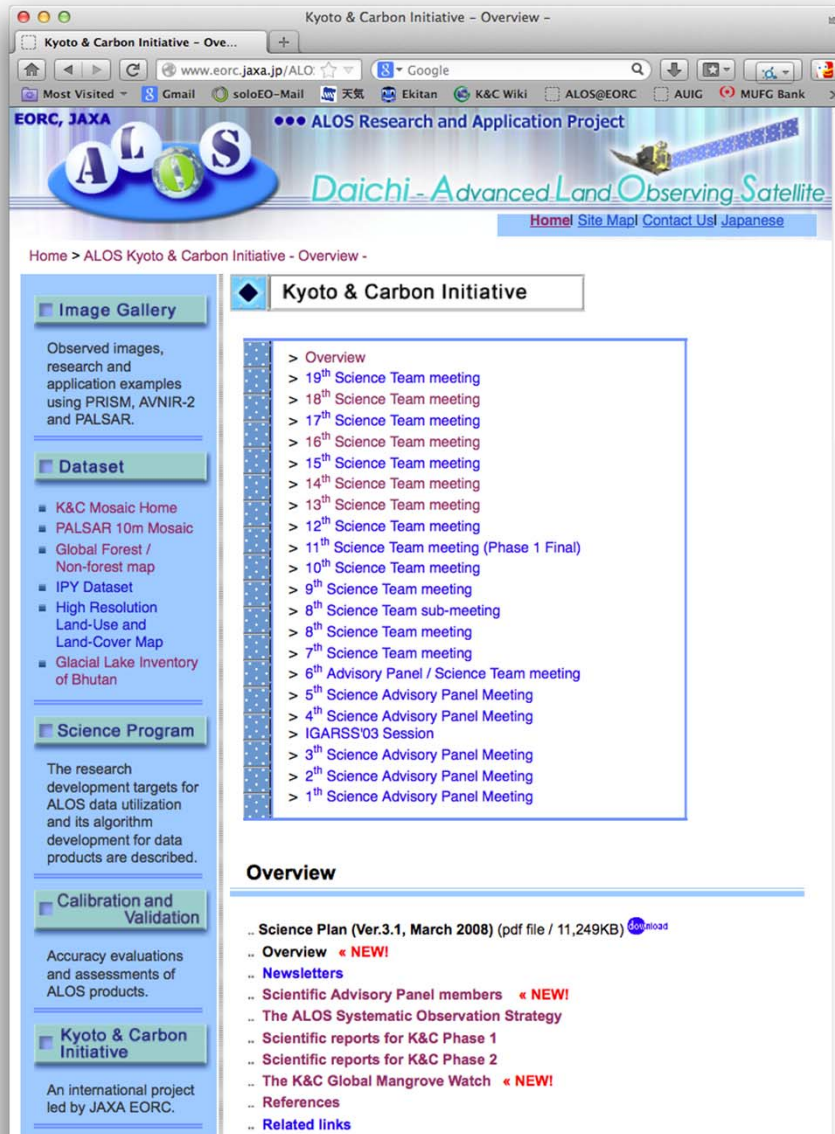 Kyoto & Carbon Initiative – Overview –
Kyoto & Carbon Initiative – Ove...
www.eorc.jaxa.jp/ALO
Google
Most Visited
Gmail
soloEO-Mail
天気
Ekitan
K&C Wiki
ALOS@EORC
AUIG
MUFG Bank
EORC, JAXA
ALOS
ALOS Research and Application Project
Daichi - Advanced Land Observing Satellite
Home| Site Map| Contact Us| Japanese
Home > ALOS Kyoto & Carbon Initiative - Overview -
Image Gallery
Observed images,
research and
application examples
using PRISM, AVNIR-2
and PALSAR.
Dataset
K&C Mosaic Home
PALSAR 10m Mosaic
Global Forest /
Non-forest map
IPY Dataset
High Resolution
Land-Use and
Land-Cover Map
Glacial Lake Inventory
of Bhutan
Science Program
The research
development targets for
ALOS data utilization
and its algorithm
development for data
products are described.
Calibration and
Validation
Accuracy evaluations
and assessments of
ALOS products.
Kyoto & Carbon
Initiative
An international project
led by JAXA EORC.
Kyoto & Carbon Initiative
> Overview
> 19th Science Team meeting
> 18th Science Team meeting
> 17th Science Team meeting
> 16th Science Team meeting
> 15th Science Team meeting
> 14th Science Team meeting
> 13th Science Team meeting
> 12th Science Team meeting
> 11th Science Team meeting (Phase 1 Final)
> 10th Science Team meeting
> 9th Science Team meeting
> 8th Science Team sub-meeting
> 8th Science Team meeting
> 7th Science Team meeting
> 6th Advisory Panel / Science Team meeting
> 5th Science Advisory Panel Meeting
> 4th Science Advisory Panel Meeting
> IGARSS'03 Session
> 3th Science Advisory Panel Meeting
> 2th Science Advisory Panel Meeting
> 1th Science Advisory Panel Meeting
Overview
.. Science Plan (Ver.3.1, March 2008) (pdf file / 11,249KB) download
.. Overview « NEW!
.. Newsletters
.. Scientific Advisory Panel members « NEW!
.. The ALOS Systematic Observation Strategy
.. Scientific reports for K&C Phase 1
.. Scientific reports for K&C Phase 2
.. The K&C Global Mangrove Watch « NEW!
.. References
.. Related links